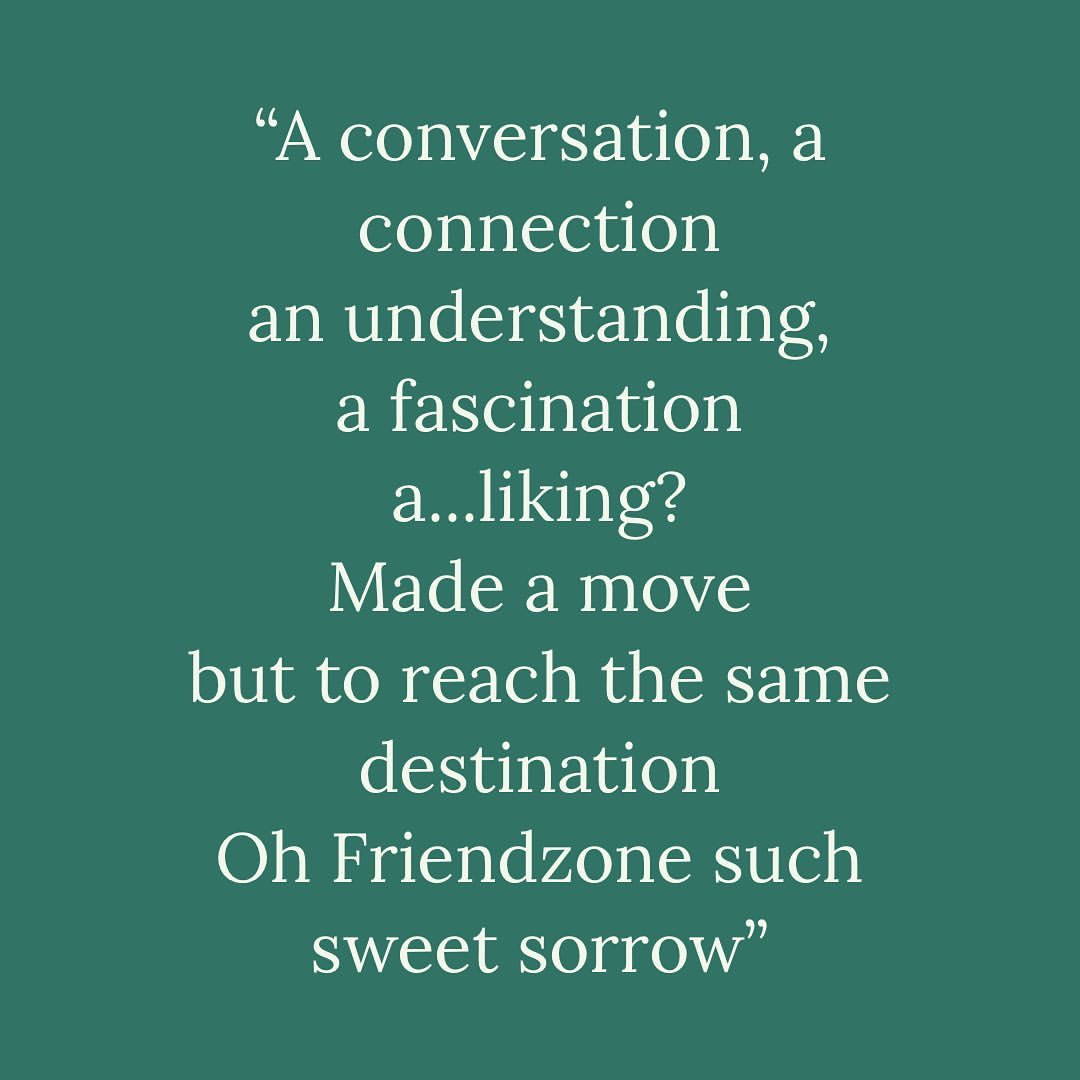 “A conversation, a
connection
an understanding,
a fascination
a...liking?
Made a move
but to reach the same
destination
Oh Friendzone such
sweet sorrow”